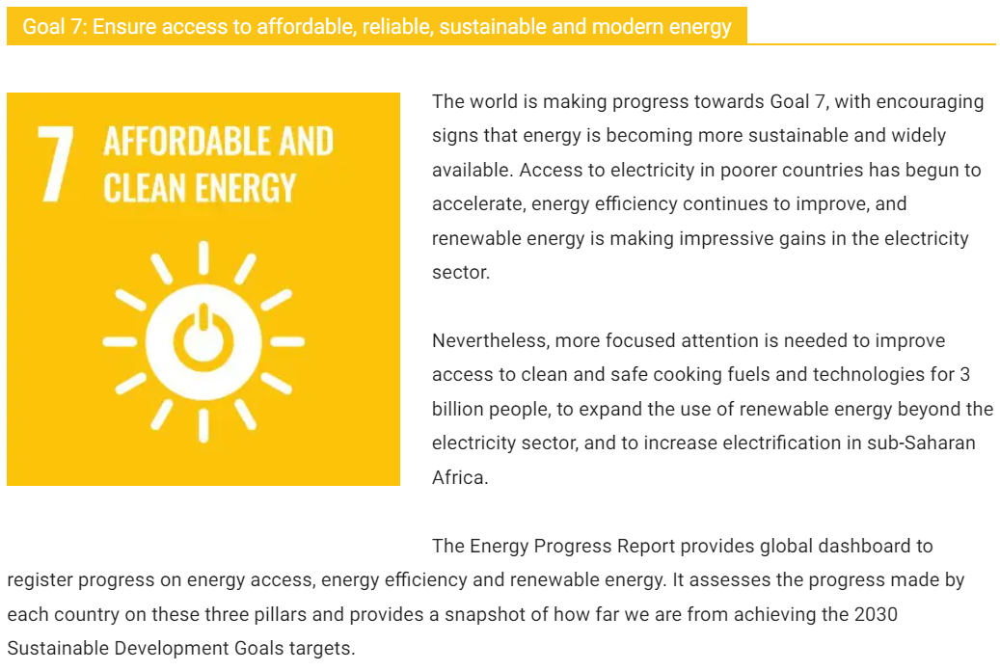 Goal 7: Ensure access to affordable, reliable, sustainable and modern energy
7 AFFORDABLE AND
CLEAN ENERGY
The world is making progress towards Goal 7, with encouraging
signs that energy is becoming more sustainable and widely
available. Access to electricity in poorer countries has begun to
accelerate, energy efficiency continues to improve, and
renewable energy is making impressive gains in the electricity
sector.
Nevertheless, more focused attention is needed to improve
access to clean and safe cooking fuels and technologies for 3
billion people, to expand the use of renewable energy beyond the
electricity sector, and to increase electrification in sub-Saharan
Africa.
The Energy Progress Report provides global dashboard to
register progress on energy access, energy efficiency and renewable energy. It assesses the progress made by
each country on these three pillars and provides a snapshot of how far we are from achieving the 2030
Sustainable Development Goals targets.